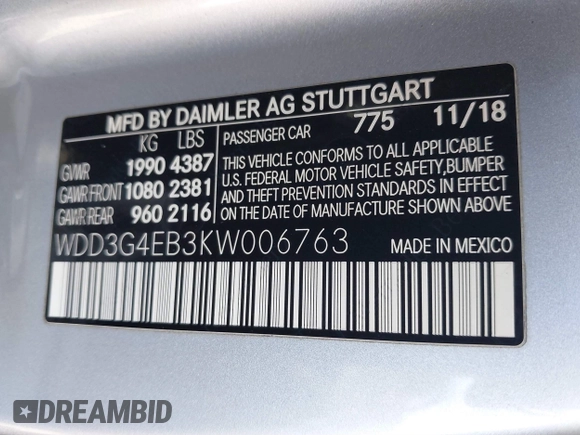 MFD BY DAIMLER AG STUTTGART
KG LBS PASSENGER CAR 775 11/18
GVWR 1990 4387
GAWR FRONT 1080 2381
GAWR REAR 960 2116
THIS VEHICLE CONFORMS TO ALL APPLICABLE
U.S. FEDERAL MOTOR VEHICLE SAFETY,BUMPER
AND THEFT PREVENTION STANDARDS IN EFFECT
ON THE DATE OF MANUFACTURE SHOWN ABOVE
WDD3G4EB3KW006763 MADE IN MEXICO
DREAMBID